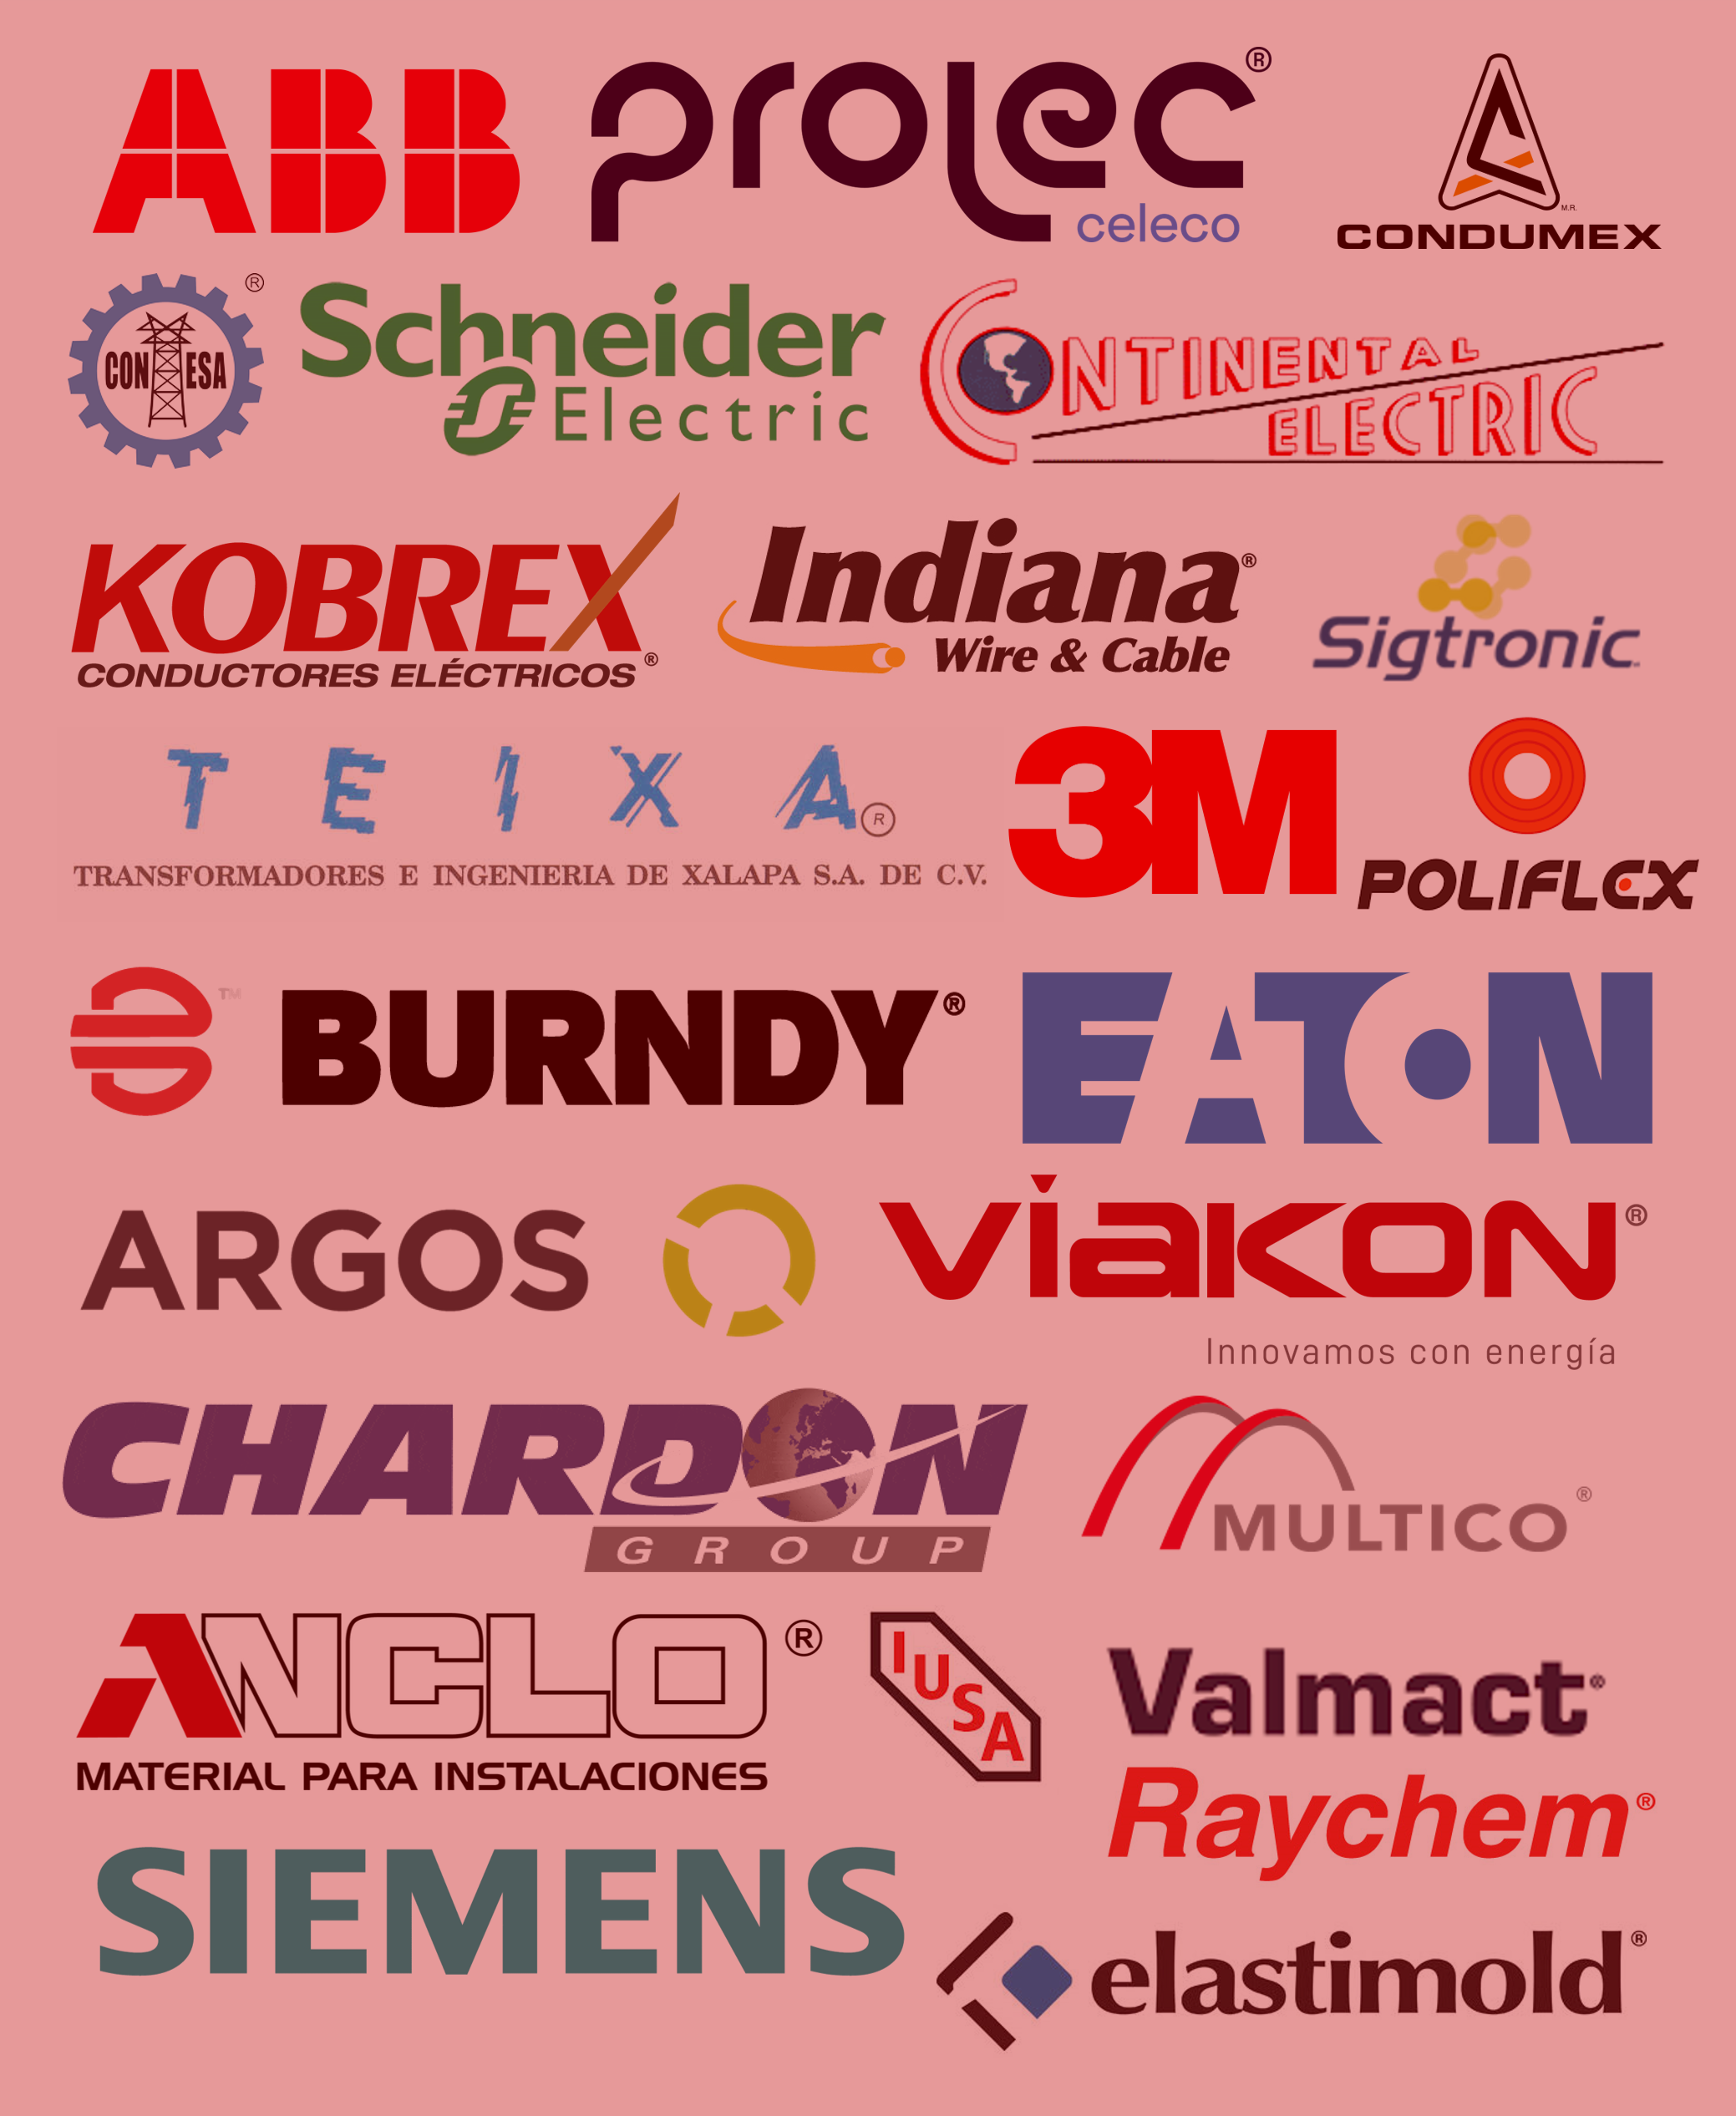 ABB
prolec®
celeco
M.R.
CONDUMEX
CON ESA ®
Schneider
Electric
CONTINENTAL
ELECTRIC
KOBREX
CONDUCTORES ELÉCTRICOS®
Indiana®
Wire & Cable
Sigtronic
TEIXA®
TRANSFORMADORES E INGENIERIA DE XALAPA S.A. DE C.V.
3M
POLIFLEX
TM
BURNDY®
EATON
ARGOS
viakon®
Innovamos con energía
CHARDON
GROUP
MULTICO®
ANCLO®
MATERIAL PARA INSTALACIONES
IUSA
Valmact®
Raychem®
SIEMENS
elastimold®